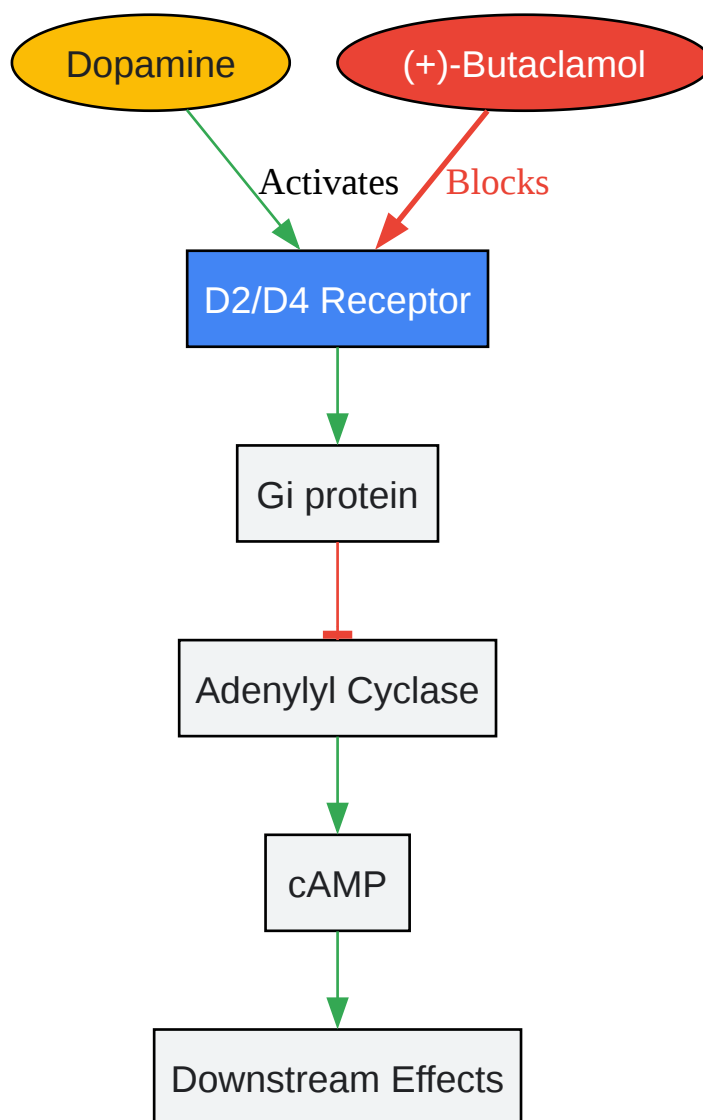 Dopamine
(+)-Butaclamol
Activates
Blocks
D2/D4 Receptor
Gi protein
Adenylyl Cyclase
cAMP
Downstream Effects